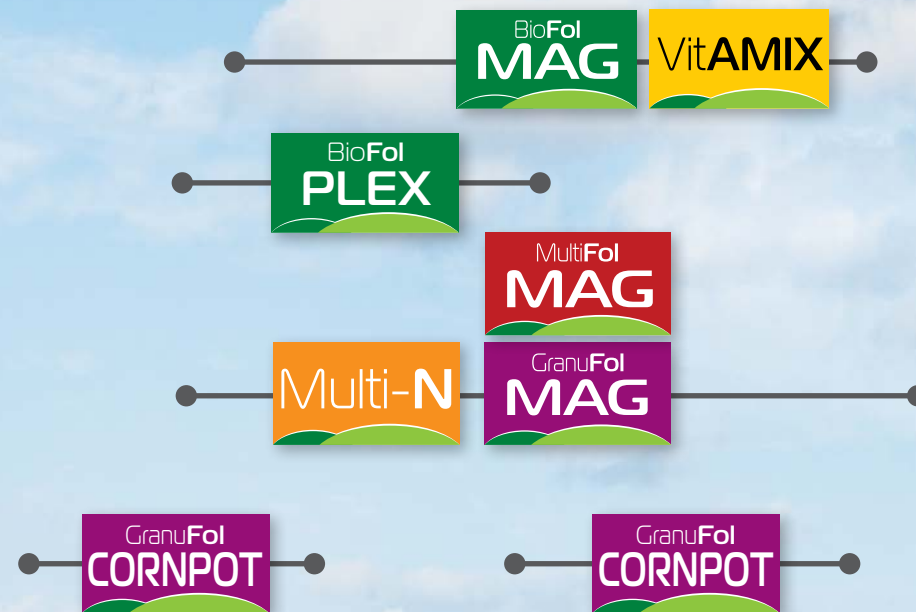 BioFol
MAG
VitAMIX
BioFol
PLEX
MultiFol
MAG
Multi-N
GranuFol
MAG
GranuFol
CORNPOT
GranuFol
CORNPOT